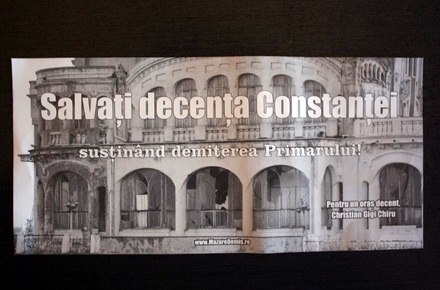 Salvați decența Constanței
susținând demiterea Primarului!
Pentru un oraș decent,
Christian Gigi Chiru
www.MazareDemis.ro